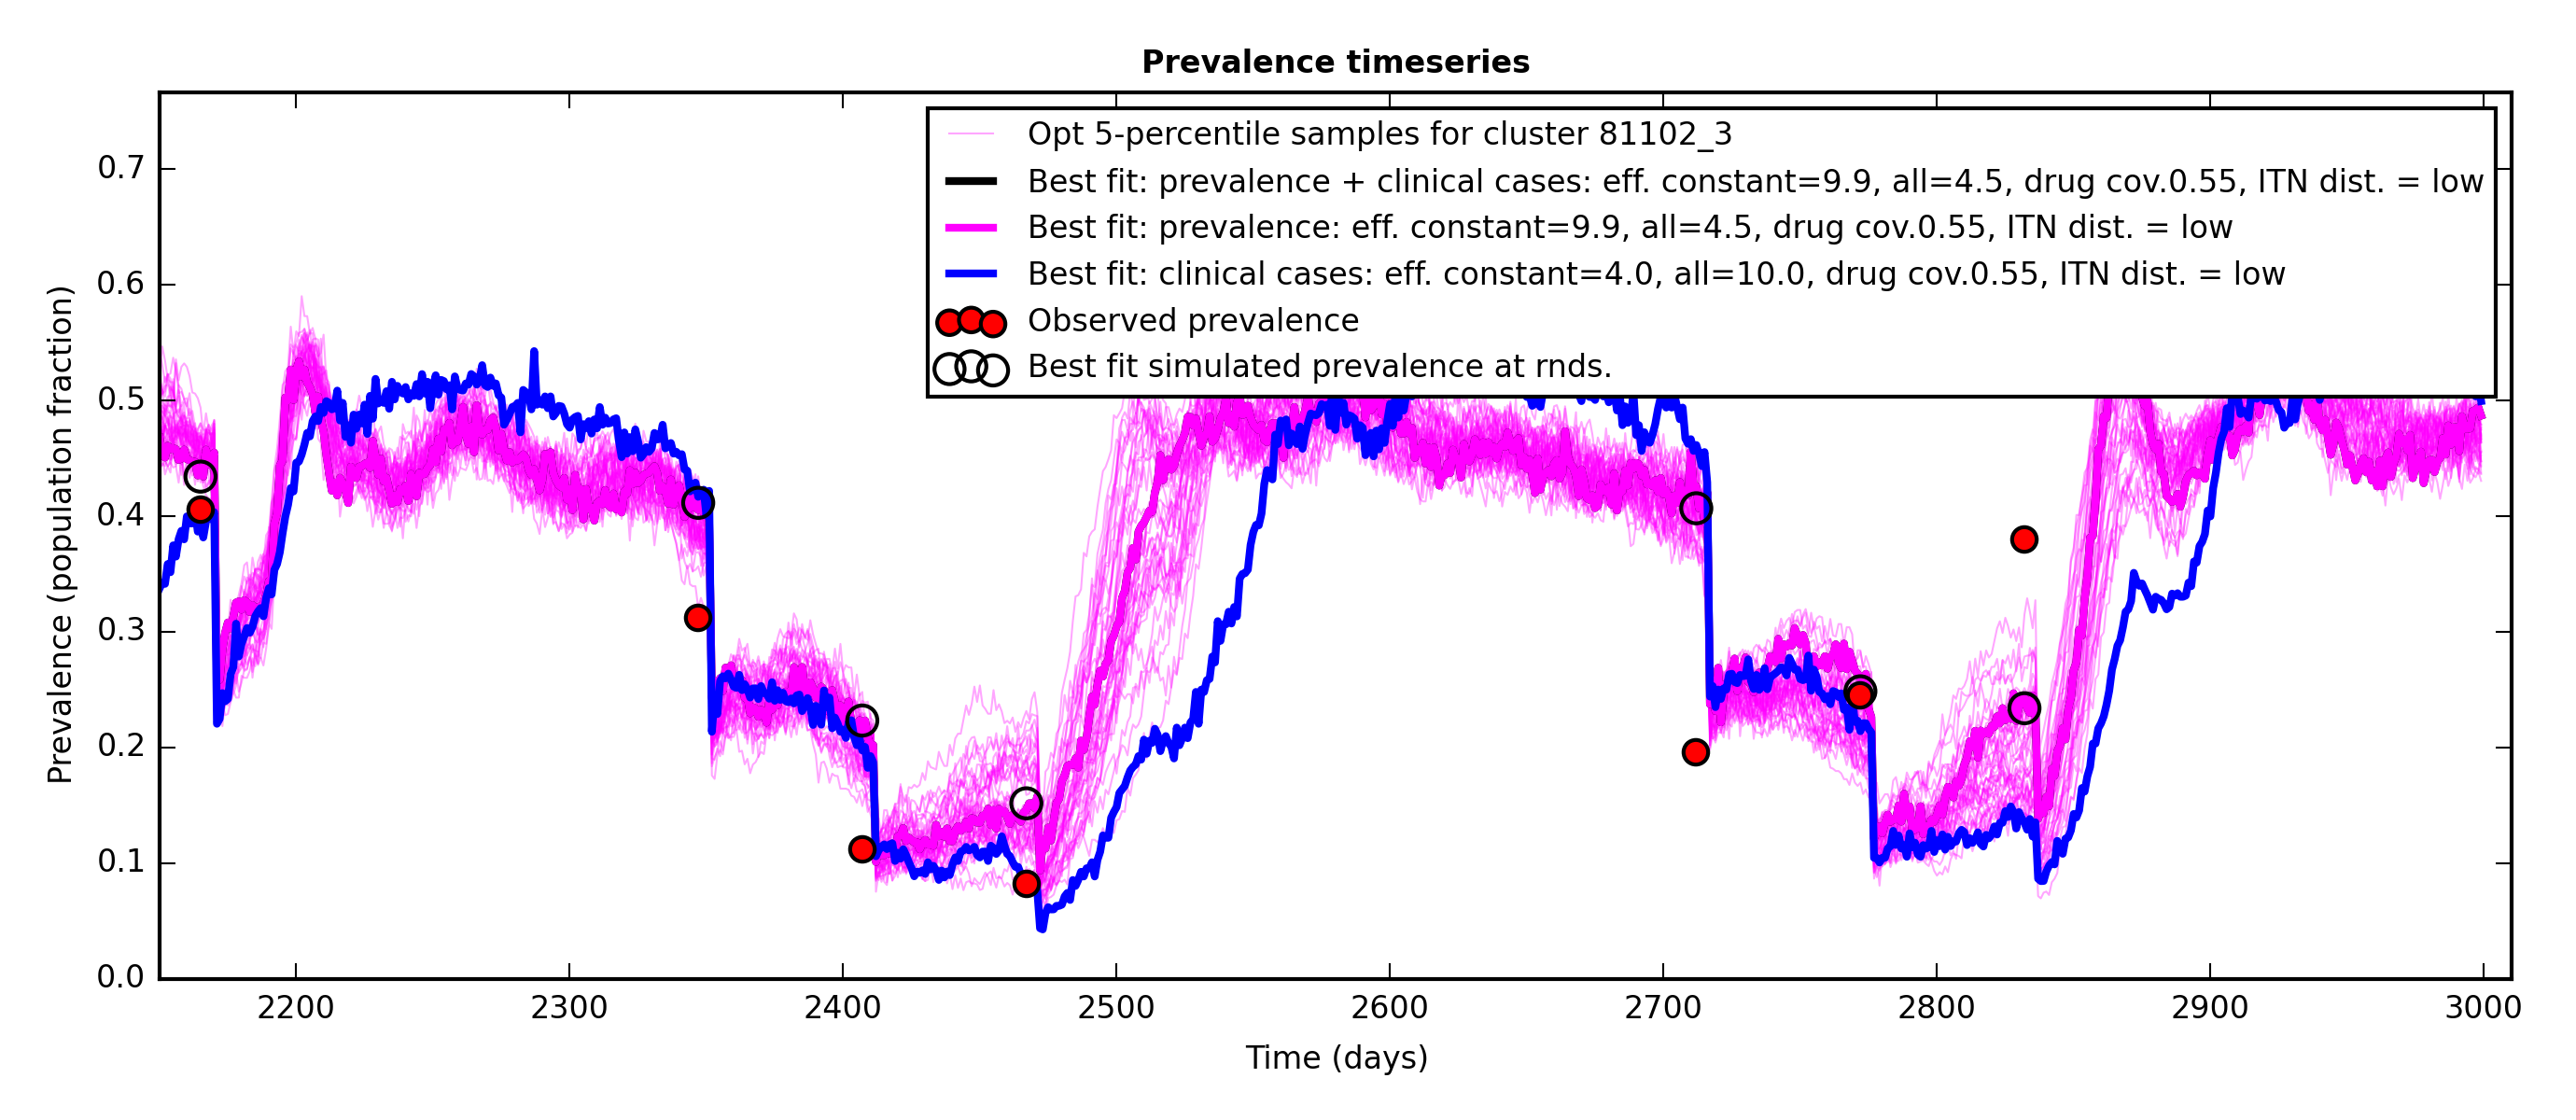 Prevalence timeseries
Opt 5-percentile samples for cluster 81102_3
Best fit: prevalence + clinical cases: eff. constant=9.9, all=4.5, drug cov.0.55, ITN dist. = low
Best fit: prevalence: eff. constant=9.9, all=4.5, drug cov.0.55, ITN dist. = low
Best fit: clinical cases: eff. constant=4.0, all=10.0, drug cov.0.55, ITN dist. = low
Observed prevalence
Best fit simulated prevalence at rnds.
Prevalence (population fraction)
0.7
0.6
0.5
0.4
0.3
0.2
0.1
0.0
2200 2300 2400 2500 2600 2700 2800 2900 3000
Time (days)